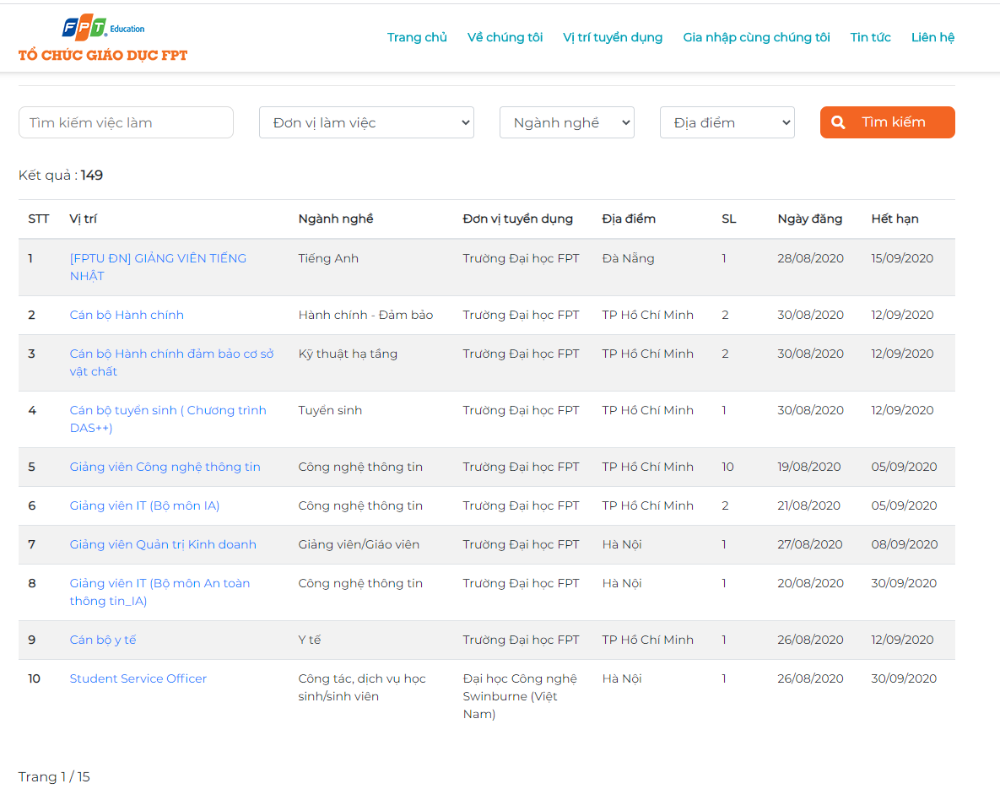 FPT Education
TỔ CHỨC GIÁO DỤC FPT
Trang chủ Về chúng tôi Vị trí tuyển dụng Gia nhập cùng chúng tôi Tin tức Liên hệ
Tìm kiếm việc làm Đơn vị làm việc Ngành nghề Địa điểm Tìm kiếm
Kết quả : 149
STT Vị trí Ngành nghề Đơn vị tuyển dụng Địa điểm SL Ngày đăng Hết hạn
1 [FPTU ĐN] GIẢNG VIÊN TIẾNG Tiếng Anh Trường Đại học FPT Đà Nẵng 1 28/08/2020 15/09/2020
NHẬT
2 Cán bộ Hành chính Hành chính - Đảm bảo Trường Đại học FPT TP Hồ Chí Minh 2 30/08/2020 12/09/2020
3 Cán bộ Hành chính đảm bảo cơ sở Kỹ thuật hạ tầng Trường Đại học FPT TP Hồ Chí Minh 2 30/08/2020 12/09/2020
vật chất
4 Cán bộ tuyển sinh ( Chương trình Tuyển sinh Trường Đại học FPT TP Hồ Chí Minh 1 30/08/2020 12/09/2020
DAS++)
5 Giảng viên Công nghệ thông tin Công nghệ thông tin Trường Đại học FPT TP Hồ Chí Minh 10 19/08/2020 05/09/2020
6 Giảng viên IT (Bộ môn IA) Công nghệ thông tin Trường Đại học FPT TP Hồ Chí Minh 2 21/08/2020 05/09/2020
7 Giảng viên Quản trị Kinh doanh Giảng viên/Giáo viên Trường Đại học FPT Hà Nội 1 27/08/2020 08/09/2020
8 Giảng viên IT (Bộ môn An toàn Công nghệ thông tin Trường Đại học FPT Hà Nội 1 20/08/2020 30/09/2020
thông tin_IA)
9 Cán bộ y tế Y tế Trường Đại học FPT TP Hồ Chí Minh 1 26/08/2020 12/09/2020
10 Student Service Officer Công tác, dịch vụ học Đại học Công nghệ Hà Nội 1 26/08/2020 30/09/2020
sinh/sinh viên Swinburne (Việt
Nam)
Trang 1 / 15